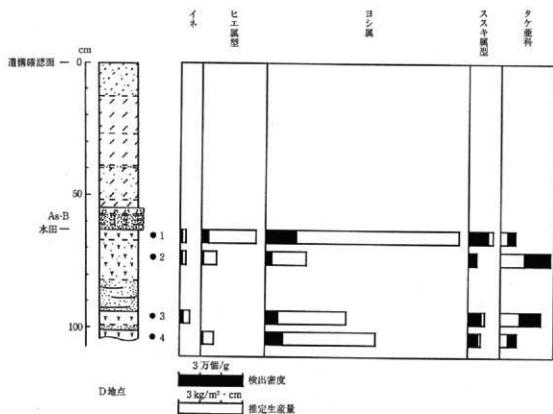 イネ
ヒエ属型
ヨシ属
ススキ属型
タケ亜科
cm
遺構確認面
0
50
As-B
水田
100
1
2
3
4
D地点
3万個/g
検出密度
3kg/m²・cm
推定生産量